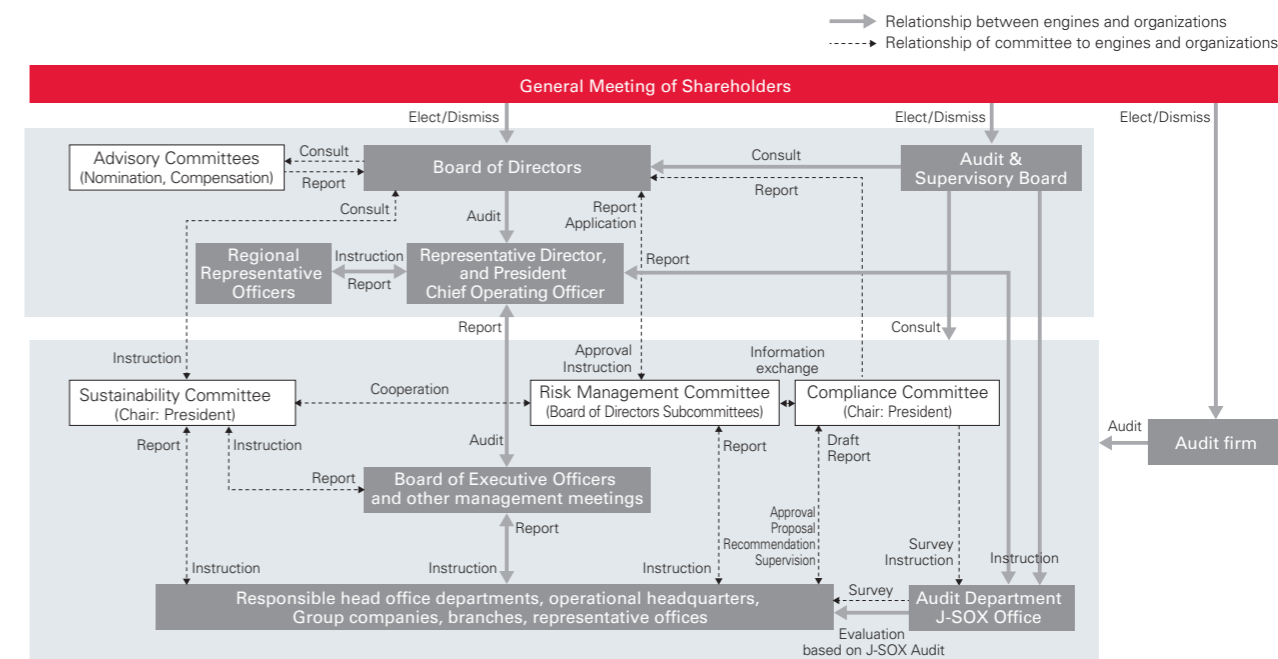 Relationship between engines and organizations
Relationship of committee to engines and organizations
General Meeting of Shareholders
Elect/Dismiss
Elect/Dismiss
Elect/Dismiss
Advisory Committees
(Nomination, Compensation)
Consult
Report
Board of Directors
Consult
Audit &
Supervisory Board
Report
Consult
Audit
Report
Application
Regional
Representative
Officers
Instruction
Report
Representative Director,
and President
Chief Operating Officer
Report
Report
Consult
Instruction
Approval
Instruction
Information
exchange
Sustainability Committee
(Chair: President)
Cooperation
Risk Management Committee
(Board of Directors Subcommittees)
Compliance Committee
(Chair: President)
Report
Instruction
Audit
Report
Draft
Report
Audit
Audit firm
Report
Board of Executive Officers
and other management meetings
Report
Approval
Proposal
Recommendation
Supervision
Survey
Instruction
Instruction
Instruction
Instruction
Instruction
Responsible head office departments, operational headquarters,
Group companies, branches, representative offices
Survey
Audit Department
J-SOX Office
Evaluation
based on J-SOX Audit